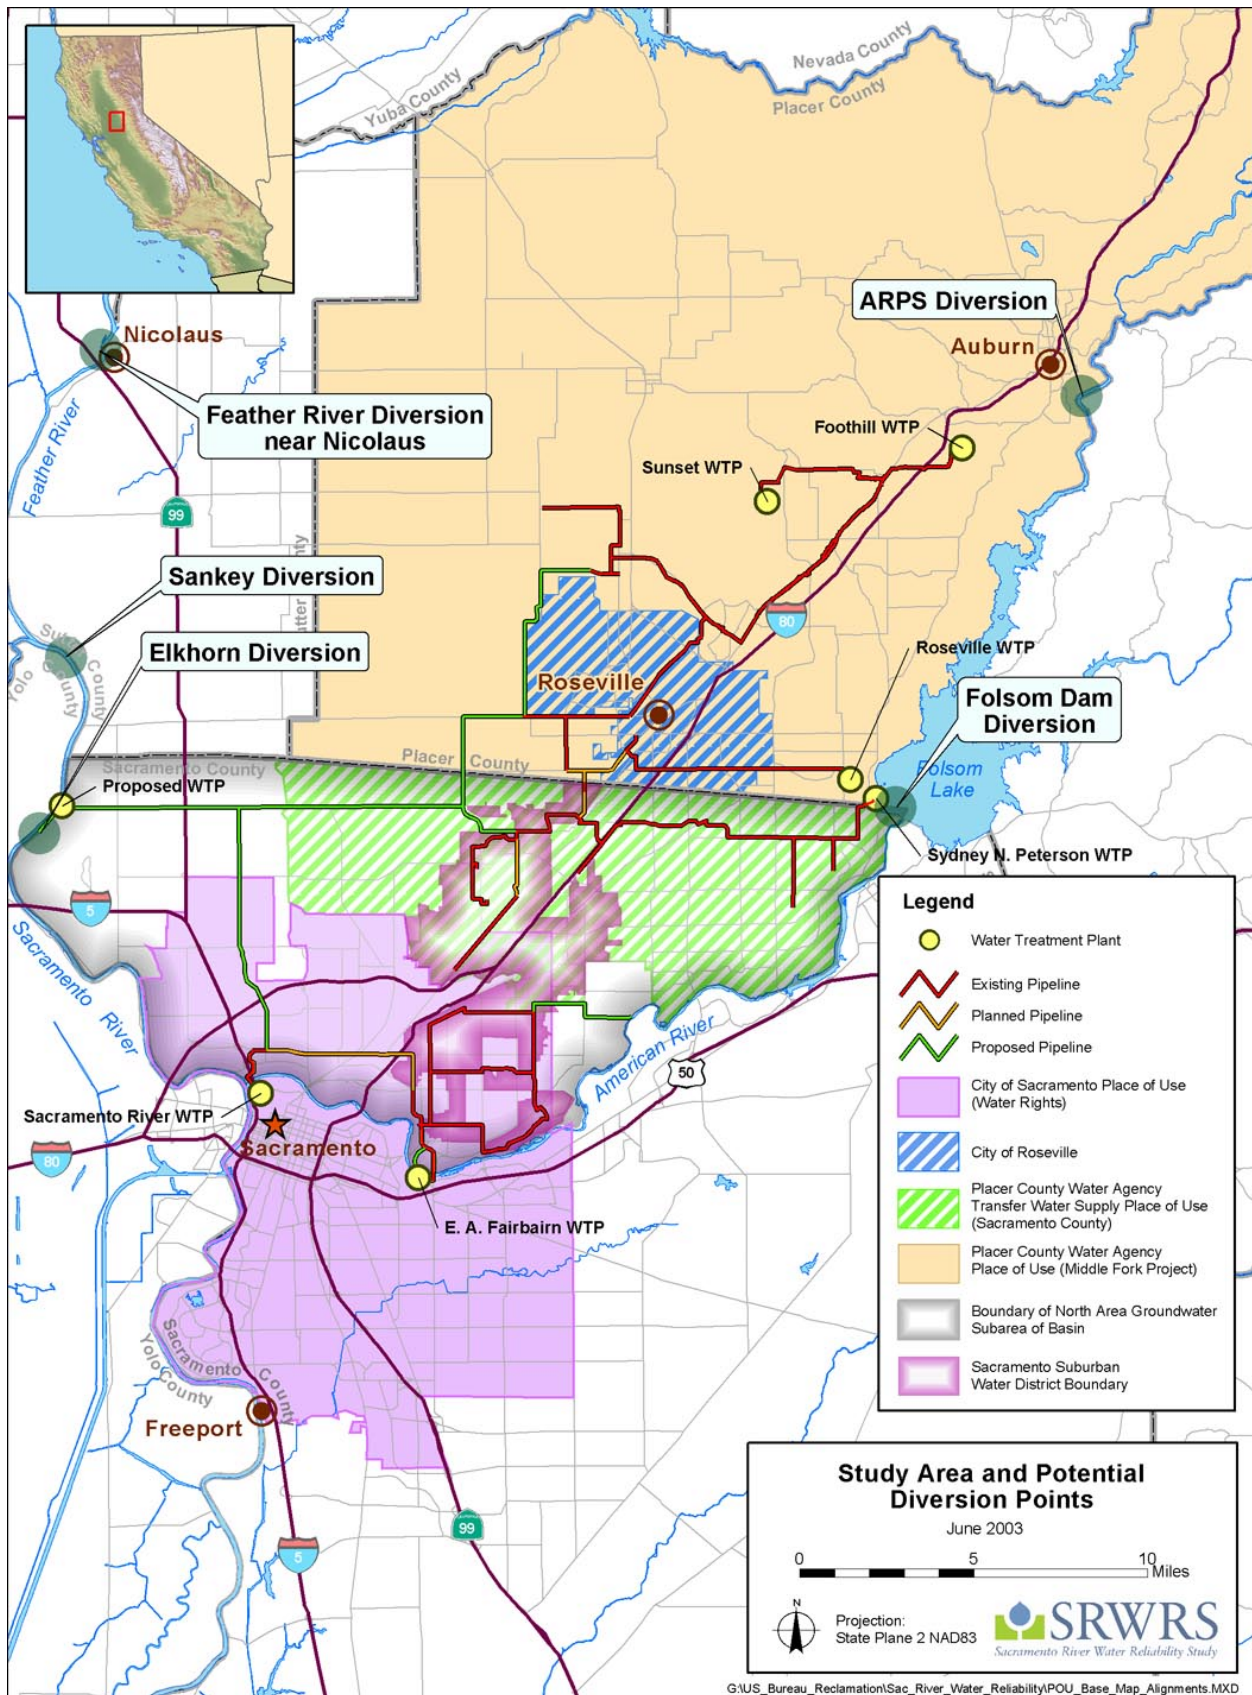 Nevada County
Placer County
Yuba County
ARPS Diversion
Nicolaus
Auburn
Feather River Diversion
near Nicolaus
Foothill WTP
Sunset WTP
Feather River
99
Sankey Diversion
80
Elkhorn Diversion
Yolo County
County
Roseville WTP
Roseville
Folsom Dam
Diversion
Placer County
Sacramento County
Folsom
Lake
Proposed WTP
Sydney N. Peterson WTP
5
Sacramento River
American River
50
Sacramento River WTP
Sacramento
80
E. A. Fairbairn WTP
Sacramento County
Yolo County
Freeport
99
5
Legend
Water Treatment Plant
Existing Pipeline
Planned Pipeline
Proposed Pipeline
City of Sacramento Place of Use
(Water Rights)
City of Roseville
Placer County Water Agency
Transfer Water Supply Place of Use
(Sacramento County)
Placer County Water Agency
Place of Use (Middle Fork Project)
Boundary of North Area Groundwater
Subarea of Basin
Sacramento Suburban
Water District Boundary
Study Area and Potential
Diversion Points
June 2003
0 5 10
Miles
N
Projection:
State Plane 2 NAD83
SRWRS
Sacramento River Water Reliability Study
G:\US_Bureau_Reclamation\Sac_River_Water_Reliability\POU_Base_Map_Alignments.MXD